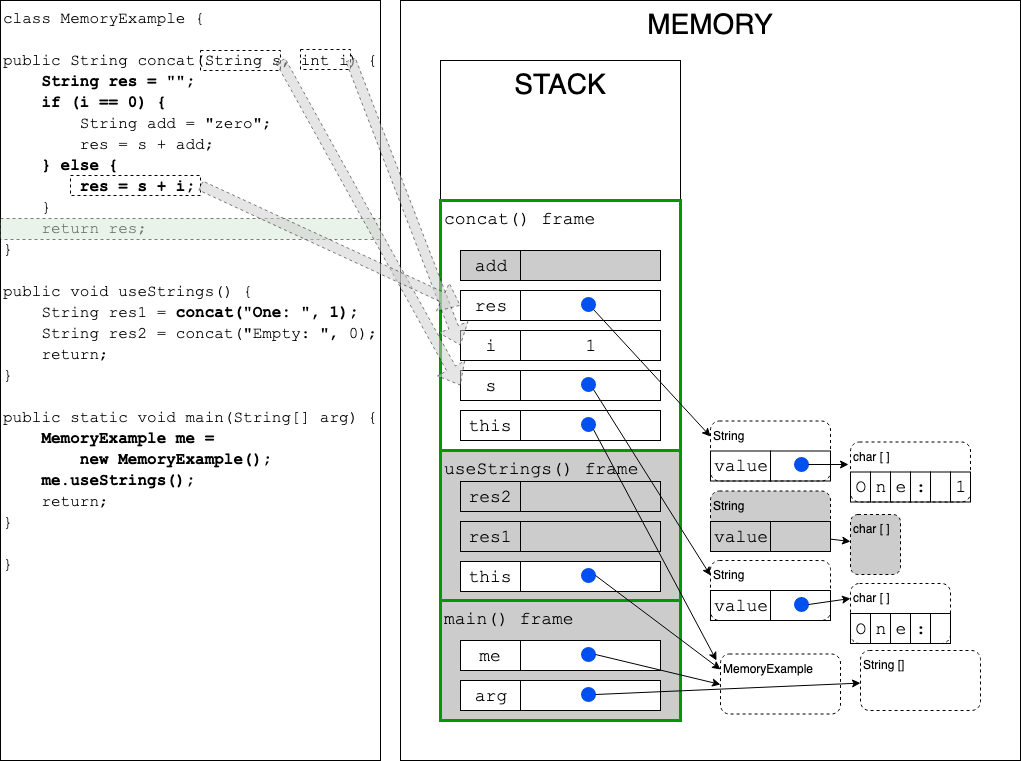 class MemoryExample {
public String concat(String s, int i) {
String res = "";
if (i == 0) {
String add = "zero";
res = s + add;
} else {
res = s + i;
}
return res;
}
public void useStrings() {
String res1 = concat("One: ", 1);
String res2 = concat("Empty: ", 0);
return;
}
public static void main(String[] arg) {
MemoryExample me =
new MemoryExample();
me.useStrings();
return;
}
}
MEMORY
STACK
concat() frame
add
res
i 1
s
this
useStrings() frame
res2
res1
this
main() frame
me
arg
String
value
char [ ]
O n e : 1
String
value
char [ ]
String
value
char [ ]
O n e :
MemoryExample
String []